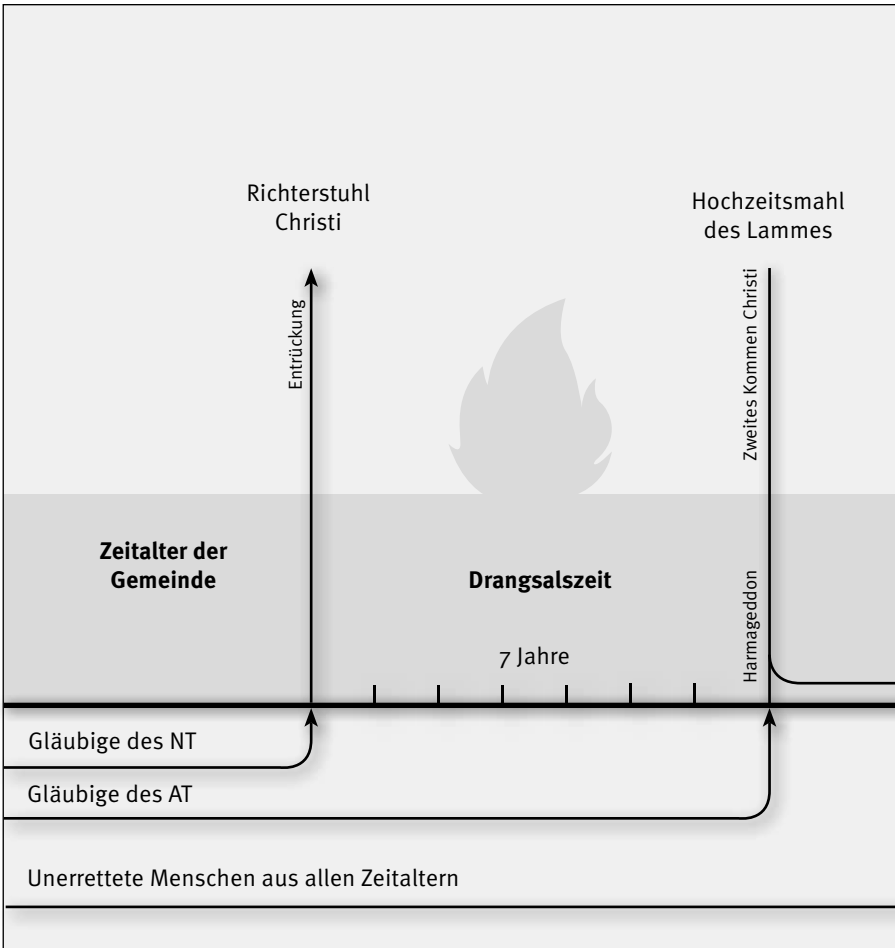 Richterstuhl
Christi
Hochzeitsmahl
des Lammes
Entrückung
Zweites Kommen Christi
Zeitalter der
Gemeinde
Drangsalszeit
Harmageddon
7 Jahre
Gläubige des NT
Gläubige des AT
Unerrettete Menschen aus allen Zeitaltern